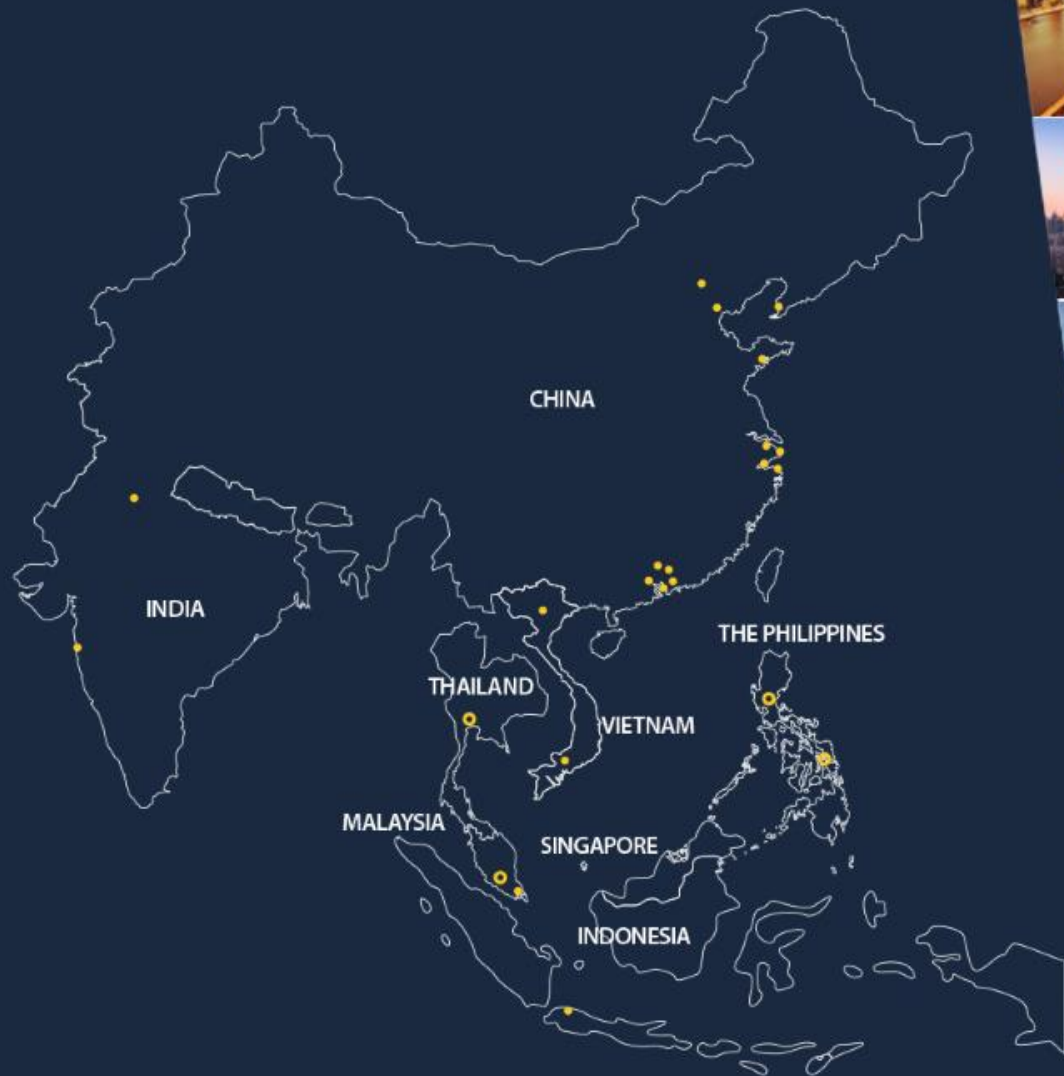 CHINA
INDIA
THE PHILIPPINES
THAILAND
VIETNAM
MALAYSIA
SINGAPORE
INDONESIA